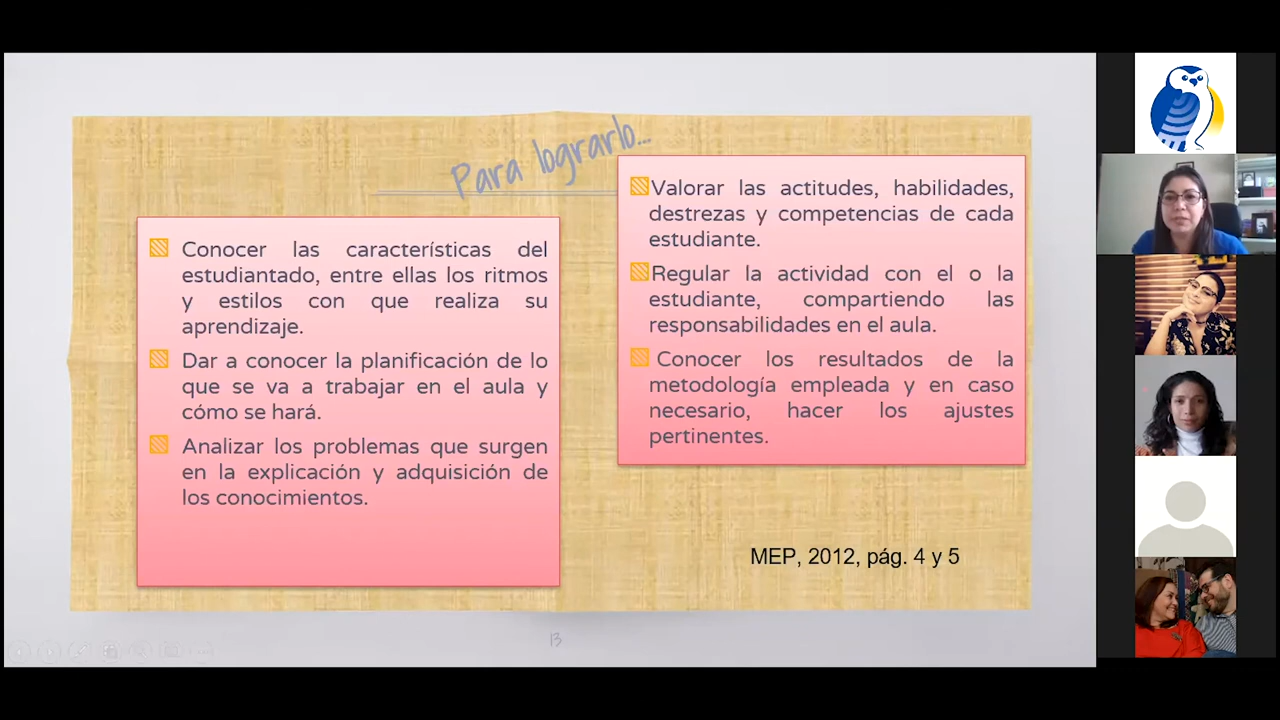 Para lograrlo...
Conocer las características del
estudiantado, entre ellas los ritmos
y estilos con que realiza su
aprendizaje.
Dar a conocer la planificación de lo
que se va a trabajar en el aula y
cómo se hará.
Analizar los problemas que surgen
en la explicación y adquisición de
los conocimientos.
Valorar las actitudes, habilidades,
destrezas y competencias de cada
estudiante.
Regular la actividad con el o la
estudiante, compartiendo las
responsabilidades en el aula.
Conocer los resultados de la
metodología empleada y en caso
necesario, hacer los ajustes
pertinentes.
MEP, 2012, pág. 4 y 5
13